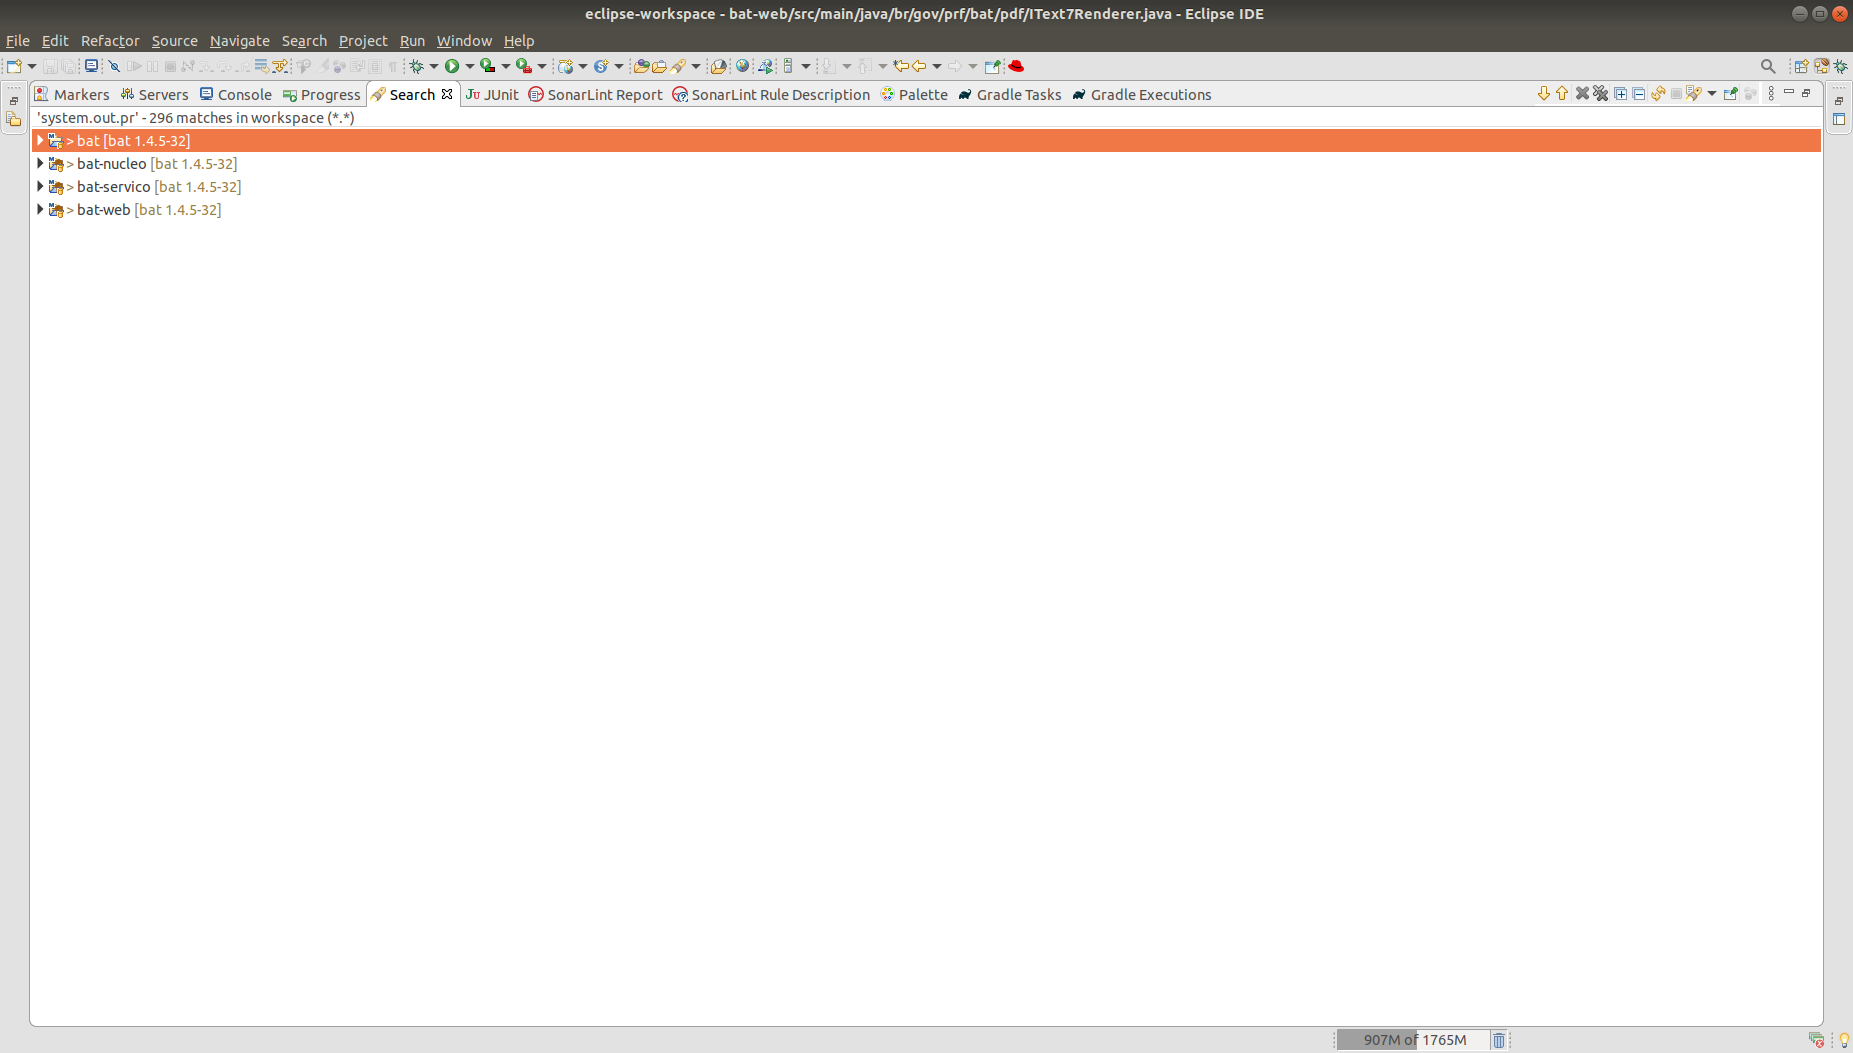 eclipse-workspace - bat-web/src/main/java/br/gov/prf/bat/pdf/IText7Renderer.java - Eclipse IDE
File Edit Refactor Source Navigate Search Project Run Window Help
Markers Servers Console Progress Search JUnit SonarLint Report SonarLint Rule Description Palette Gradle Tasks Gradle Executions
'system.out.pr' - 296 matches in workspace (*.*)
> bat [bat 1.4.5-32]
> bat-nucleo [bat 1.4.5-32]
> bat-servico [bat 1.4.5-32]
> bat-web [bat 1.4.5-32]
907M of 1765M